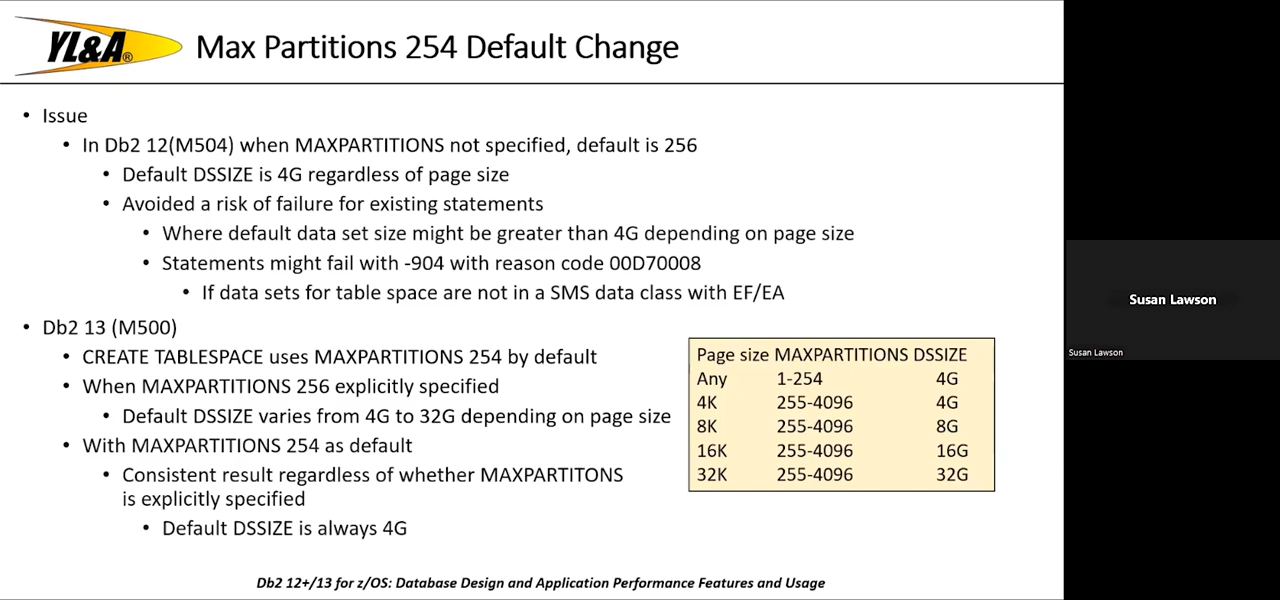 YL&A®
Max Partitions 254 Default Change
• Issue
• In Db2 12(M504) when MAXPARTITIONS not specified, default is 256
• Default DSSIZE is 4G regardless of page size
• Avoided a risk of failure for existing statements
• Where default data set size might be greater than 4G depending on page size
• Statements might fail with -904 with reason code 00D70008
• If data sets for table space are not in a SMS data class with EF/EA
• Db2 13 (M500)
• CREATE TABLESPACE uses MAXPARTITIONS 254 by default
• When MAXPARTITIONS 256 explicitly specified
• Default DSSIZE varies from 4G to 32G depending on page size
• With MAXPARTITIONS 254 as default
• Consistent result regardless of whether MAXPARTITONS
is explicitly specified
• Default DSSIZE is always 4G
Page size MAXPARTITIONS DSSIZE
Any 1-254 4G
4K 255-4096 4G
8K 255-4096 8G
16K 255-4096 16G
32K 255-4096 32G
Db2 12+/13 for z/OS: Database Design and Application Performance Features and Usage
Susan Lawson
Susan Lawson